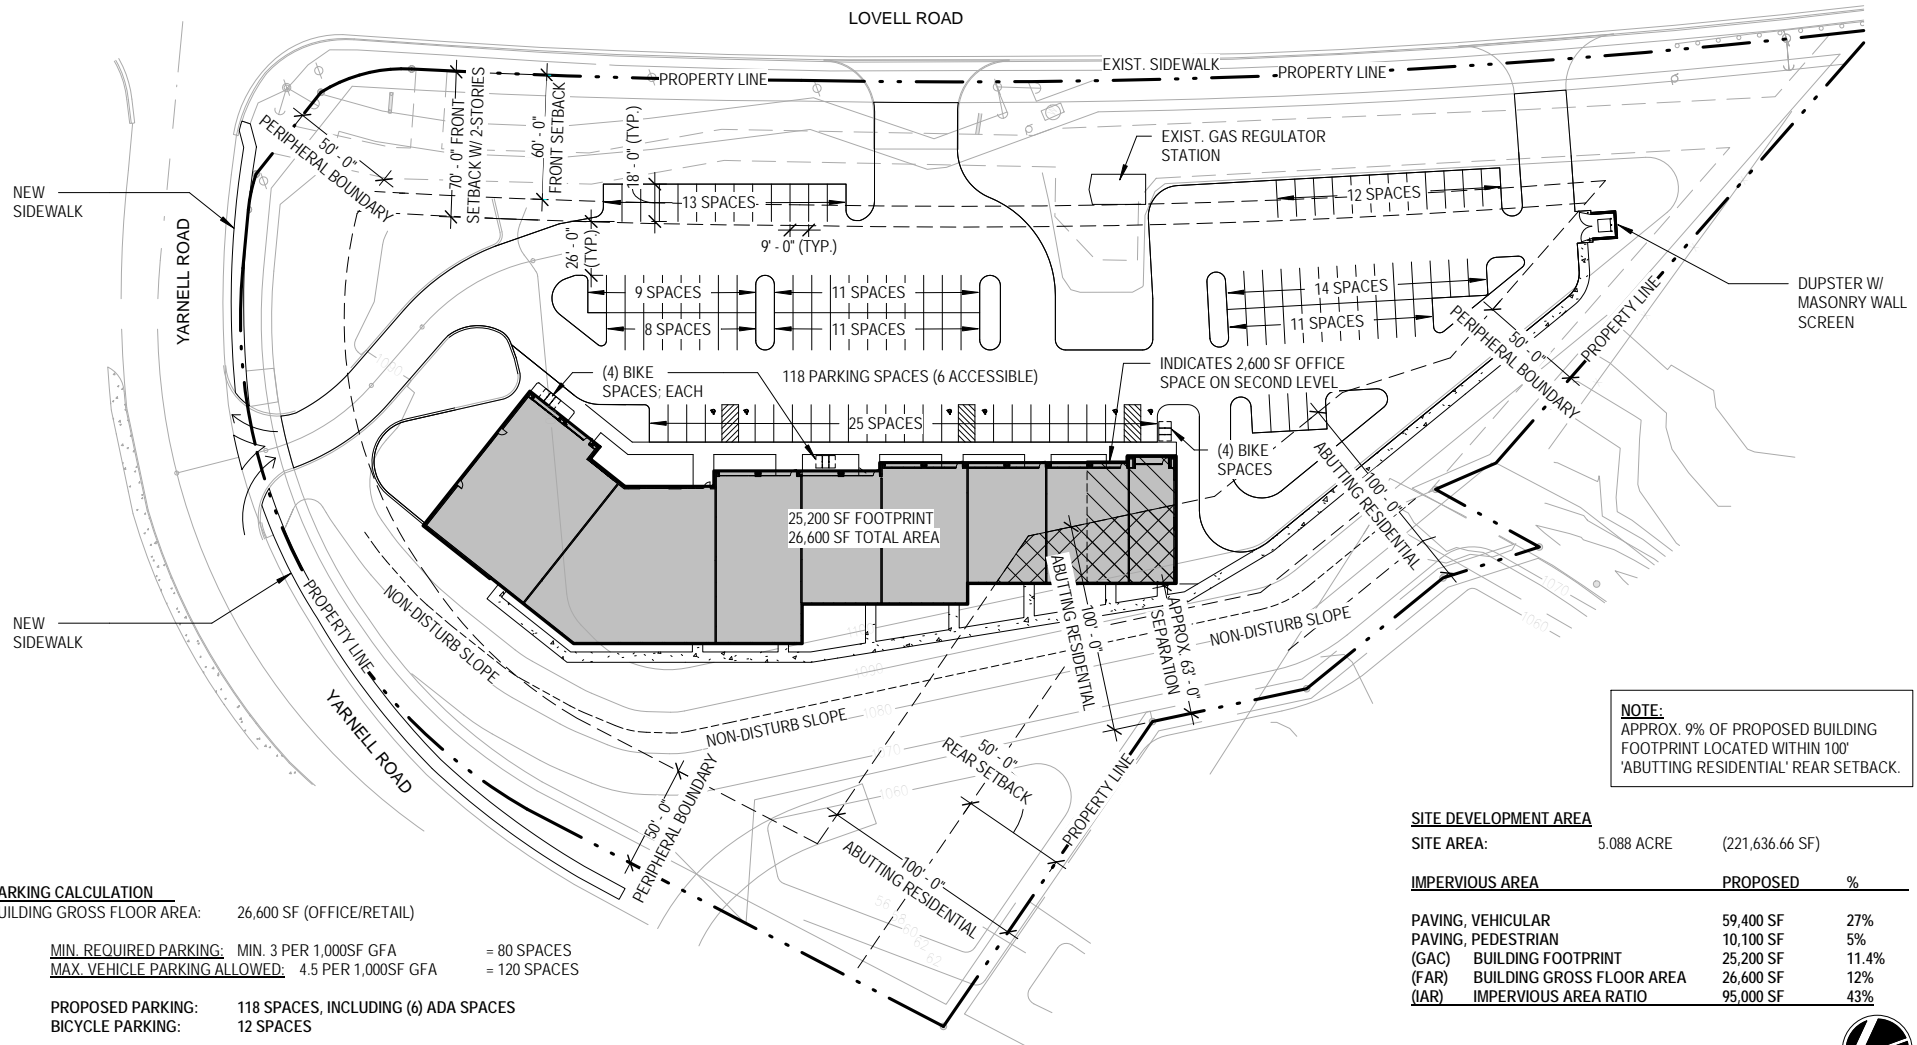 LOVELL ROAD
PROPERTY LINE
EXIST. SIDEWALK
PROPERTY LINE
PERIPHERAL BOUNDARY
50' - 0"
70' - 0" FRONT
SETBACK W/ 2-STORIES
60' - 0"
FRONT SETBACK
18' - 0" (TYP.)
EXIST. GAS REGULATOR
STATION
NEW
SIDEWALK
YARNELL ROAD
13 SPACES
12 SPACES
26' - 0"
(TYP.)
9' - 0" (TYP.)
9 SPACES
11 SPACES
14 SPACES
8 SPACES
11 SPACES
11 SPACES
DUPSTER W/
MASONRY WALL
SCREEN
PROPERTY LINE
50' - 0"
PERIPHERAL BOUNDARY
1090
(4) BIKE
SPACES; EACH
118 PARKING SPACES (6 ACCESSIBLE)
INDICATES 2,600 SF OFFICE
SPACE ON SECOND LEVEL
25 SPACES
(4) BIKE
SPACES
100' - 0"
ABUTTING RESIDENTIAL
25,200 SF FOOTPRINT
26,600 SF TOTAL AREA
100' - 0"
ABUTTING RESIDENTIAL
APPROX. 63' - 0"
SEPARATION
1070
1060
NEW
SIDEWALK
PROPERTY LINE
NON-DISTURB SLOPE
NON-DISTURB SLOPE
1090
1080
NON-DISTURB SLOPE
1070
1060
YARNELL ROAD
50' - 0"
PERIPHERAL BOUNDARY
50' - 0"
REAR SETBACK
PROPERTY LINE
100' - 0"
ABUTTING RESIDENTIAL
62
NOTE:
APPROX. 9% OF PROPOSED BUILDING
FOOTPRINT LOCATED WITHIN 100'
'ABUTTING RESIDENTIAL' REAR SETBACK.
SITE DEVELOPMENT AREA
SITE AREA: 5.088 ACRE (221,636.66 SF)
IMPERVIOUS AREA PROPOSED %
PAVING, VEHICULAR 59,400 SF 27%
PAVING, PEDESTRIAN 10,100 SF 5%
(GAC) BUILDING FOOTPRINT 25,200 SF 11.4%
(FAR) BUILDING GROSS FLOOR AREA 26,600 SF 12%
(IAR) IMPERVIOUS AREA RATIO 95,000 SF 43%
ARKING CALCULATION
UILDING GROSS FLOOR AREA: 26,600 SF (OFFICE/RETAIL)
MIN. REQUIRED PARKING: MIN. 3 PER 1,000SF GFA = 80 SPACES
MAX. VEHICLE PARKING ALLOWED: 4.5 PER 1,000SF GFA = 120 SPACES
PROPOSED PARKING: 118 SPACES, INCLUDING (6) ADA SPACES
BICYCLE PARKING: 12 SPACES